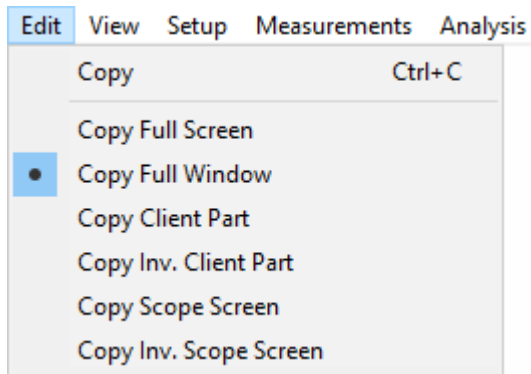 Edit View Setup Measurements Analysis
Copy Ctrl+C
Copy Full Screen
Copy Full Window
Copy Client Part
Copy Inv. Client Part
Copy Scope Screen
Copy Inv. Scope Screen